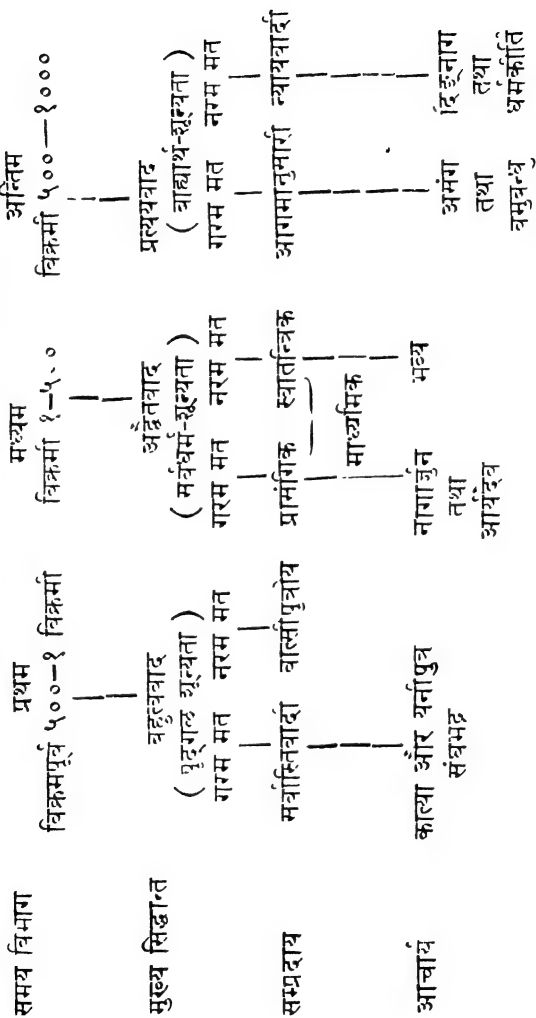 समय विभाग
प्रथम
विक्रमपूर्व ५००–१ विक्रमी
मध्यम
विक्रमी १–५००
अन्तिम
विक्रमी ५००–१०००
मुख्य सिद्धान्त
बहुत्ववाद
( पुद्गल शून्यता )
गरम मत नरम मत
अद्वैतवाद
( सर्वधर्म-शून्यता )
गरम मत नरम मत
प्रत्ययवाद
( बाह्यार्थ-शून्यता )
गरम मत नरम मत
सम्प्रदाय
सर्वास्तिवादी वात्सीपुत्रीय
प्रासंगिक स्वातन्त्रिक
माध्यमिक
आगमानुसारी न्यायवादी
आचार्य
कात्या और यनीपुत्र
संघभद्र
नागार्जुन
तथा
आर्यदेव
भव्य
असंग
तथा
वसुबन्धु
दिङ्नाग
तथा
धर्मकीर्ति